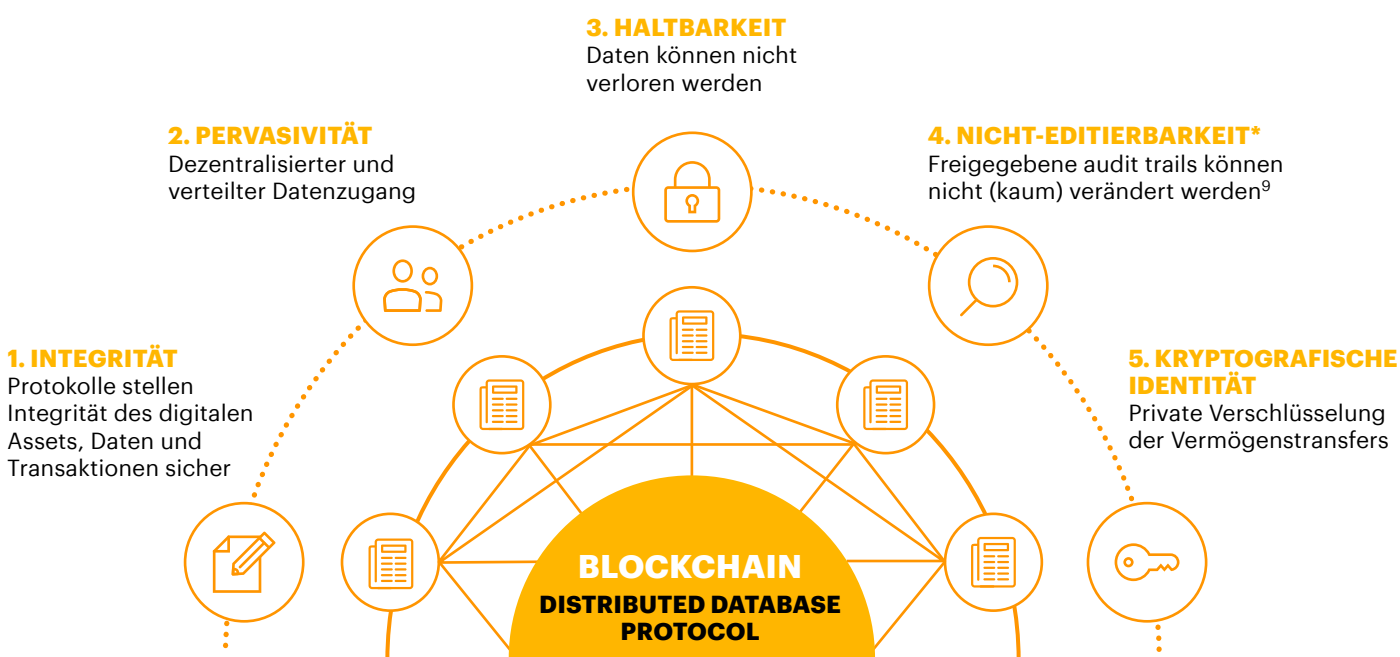 3. HALTBARKEIT
Daten können nicht
verloren werden
2. PERVASIVITÄT
Dezentralisierter und
verteilter Datenzugang
4. NICHT-EDITIERBARKEIT*
Freigegebene audit trails können
nicht (kaum) verändert werden⁹
1. INTEGRITÄT
Protokolle stellen
Integrität des digitalen
Assets, Daten und
Transaktionen sicher
5. KRYPTOGRAFISCHE
IDENTITÄT
Private Verschlüsselung
der Vermögenstransfers
BLOCKCHAIN
DISTRIBUTED DATABASE
PROTOCOL